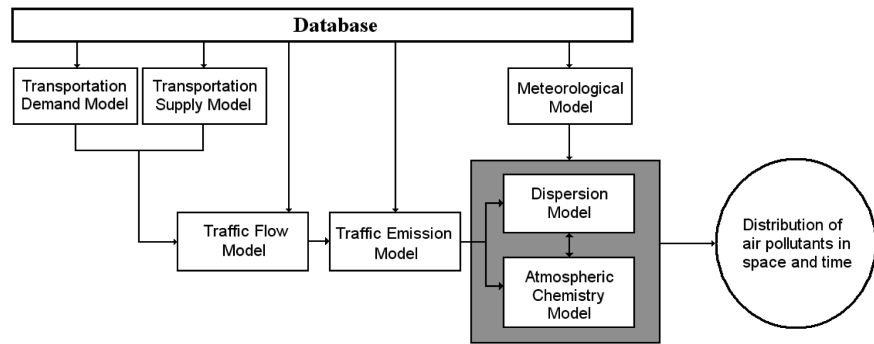 Database
Transportation
Demand Model
Transportation
Supply Model
Meteorological
Model
Dispersion
Model
Traffic Flow
Model
Traffic Emission
Model
Atmospheric
Chemistry
Model
Distribution of
air pollutants in
space and time